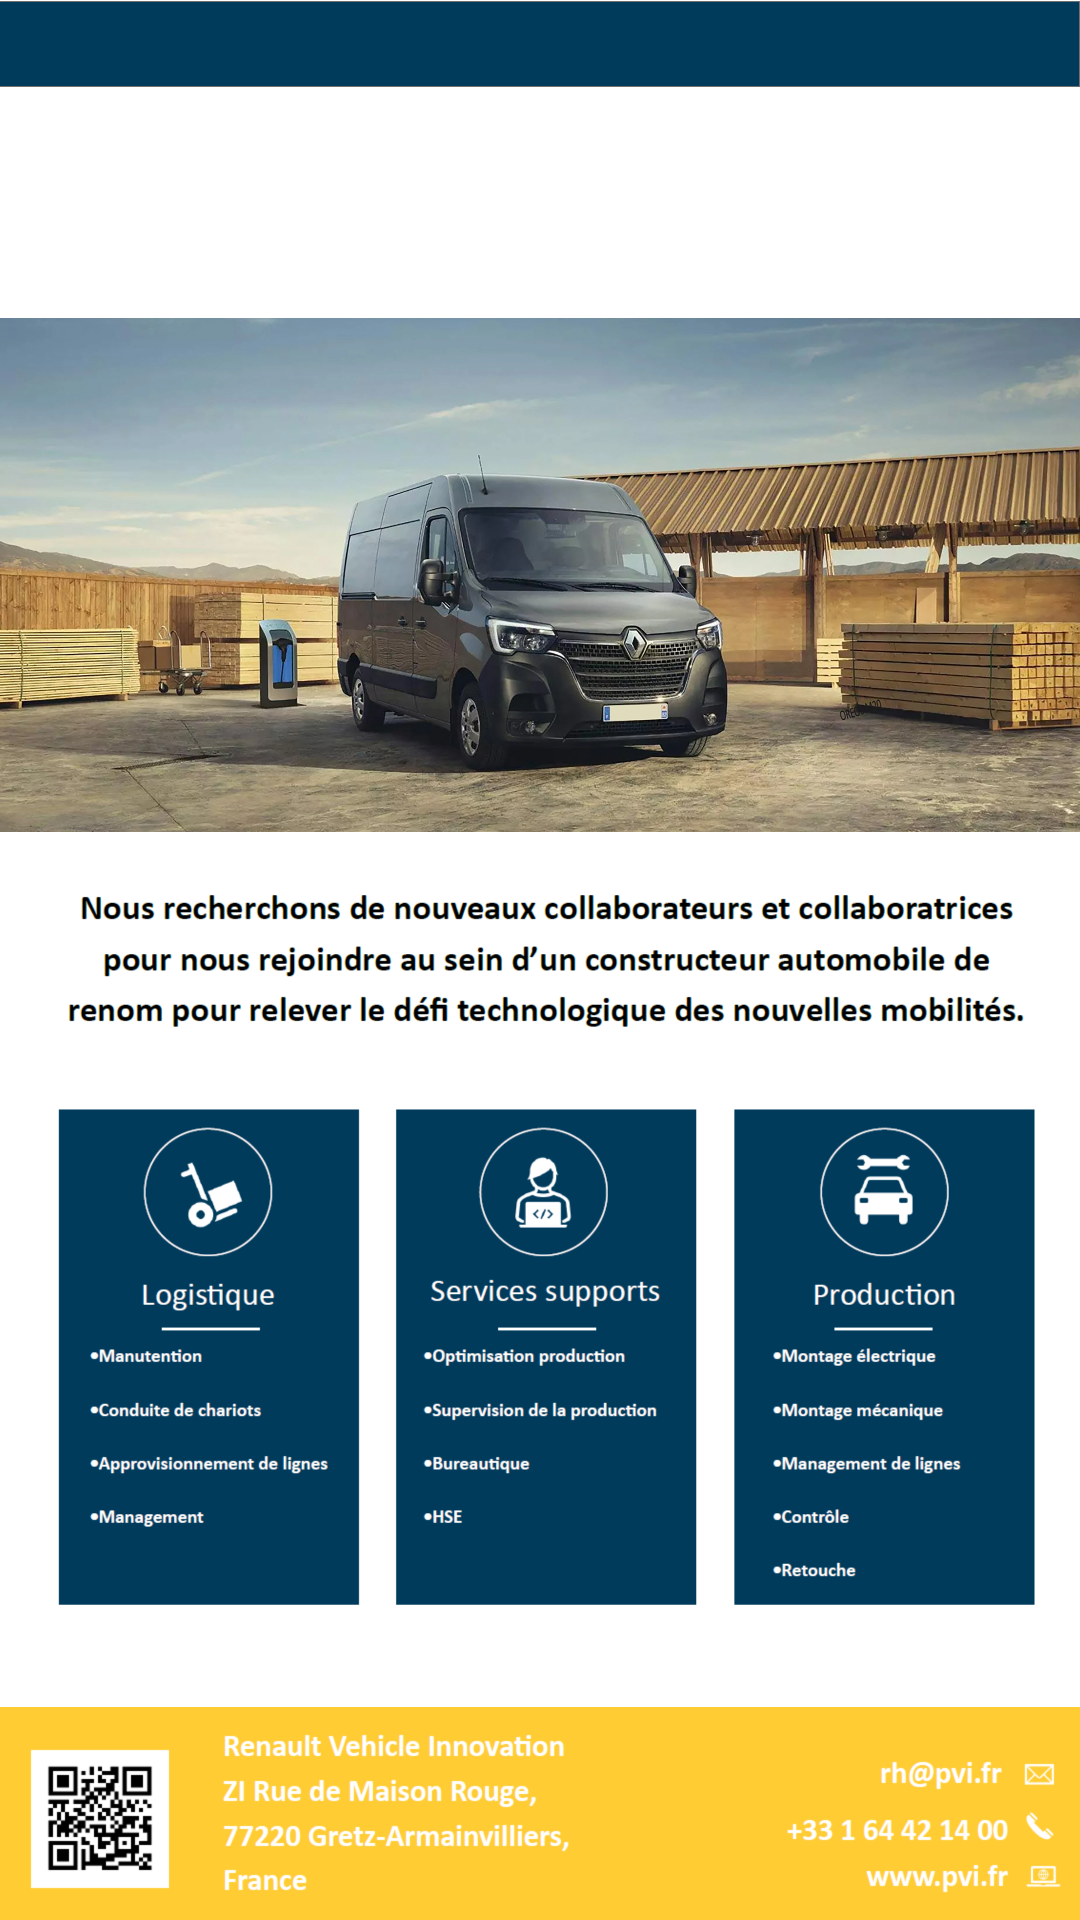 Nous recherchons de nouveaux collaborateurs et collaboratrices
pour nous rejoindre au sein d’un constructeur automobile de
renom pour relever le défi technologique des nouvelles mobilités.
Logistique
•Manutention
•Conduite de chariots
•Approvisionnement de lignes
•Management
Services supports
•Optimisation production
•Supervision de la production
•Bureautique
•HSE
Production
•Montage électrique
•Montage mécanique
•Management de lignes
•Contrôle
•Retouche
Renault Vehicle Innovation
ZI Rue de Maison Rouge,
77220 Gretz-Armainvilliers,
France
rh@pvi.fr
+33 1 64 42 14 00
www.pvi.fr